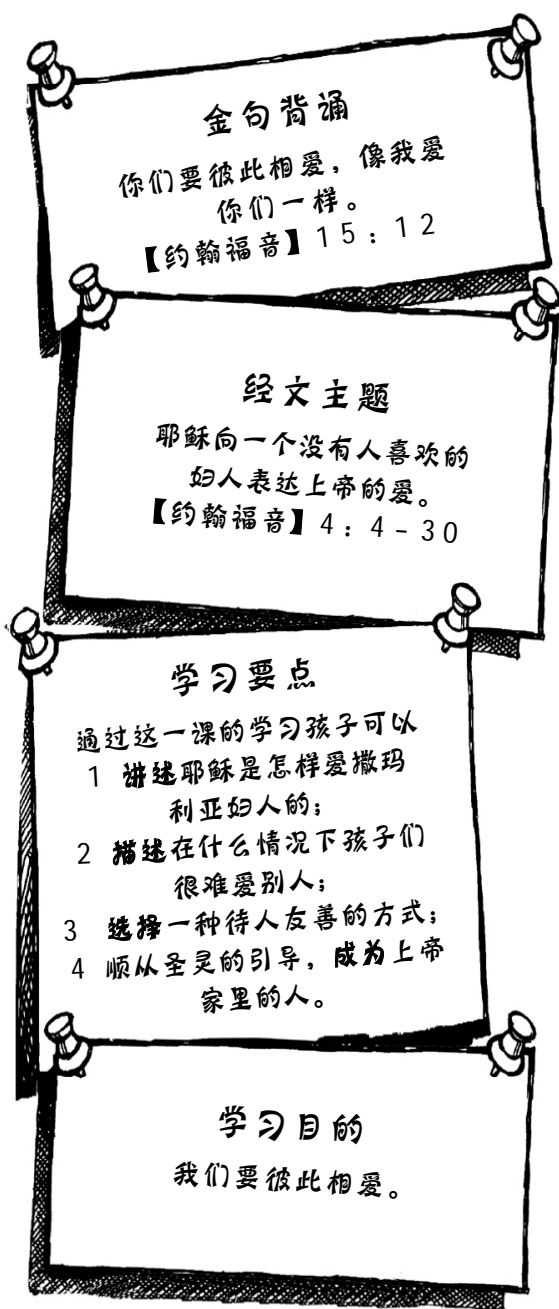 金句背诵
你们要彼此相爱，像我爱
你们一样。
【约翰福音】15：12
经文主题
耶稣向一个没有人喜欢的
妇人表达上帝的爱。
【约翰福音】4：4-30
学习要点
通过这一课的学习孩子可以
1 讲述耶稣是怎样爱撒玛
利亚妇人的；
2 描述在什么情况下孩子们
很难爱别人；
3 选择一种待人友善的方式；
4 顺从圣灵的引导，成为上帝
家里的人。
学习目的
我们要彼此相爱。